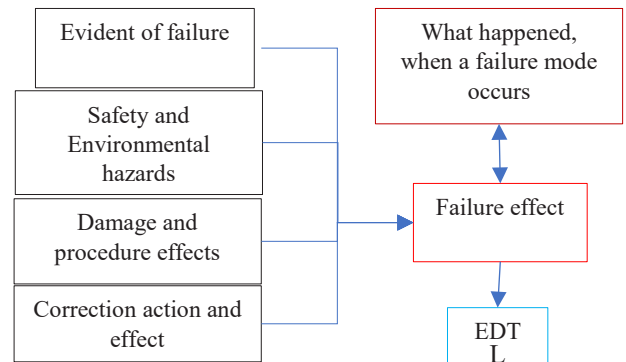 Evident of failure
Safety and
Environmental
hazards
Damage and
procedure effects
Correction action and
effect
What happened,
when a failure mode
occurs
Failure effect
EDT
L